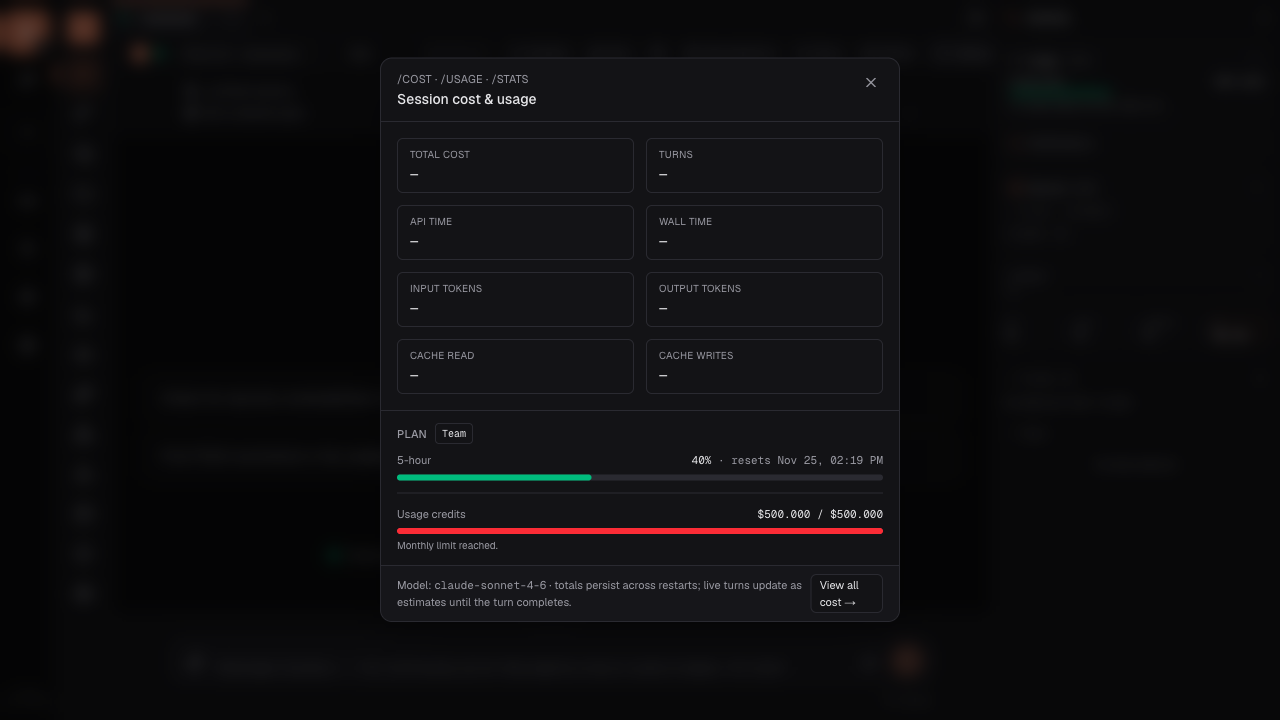 /COST · /USAGE · /STATS
Session cost & usage
TOTAL COST
—
TURNS
—
API TIME
—
WALL TIME
—
INPUT TOKENS
—
OUTPUT TOKENS
—
CACHE READ
—
CACHE WRITES
—
PLAN Team
5-hour 40% · resets Nov 25, 02:19 PM
Usage credits $500.000 / $500.000
Monthly limit reached.
Model: claude-sonnet-4-6 · totals persist across restarts; live turns update as
estimates until the turn completes.
View all
cost →